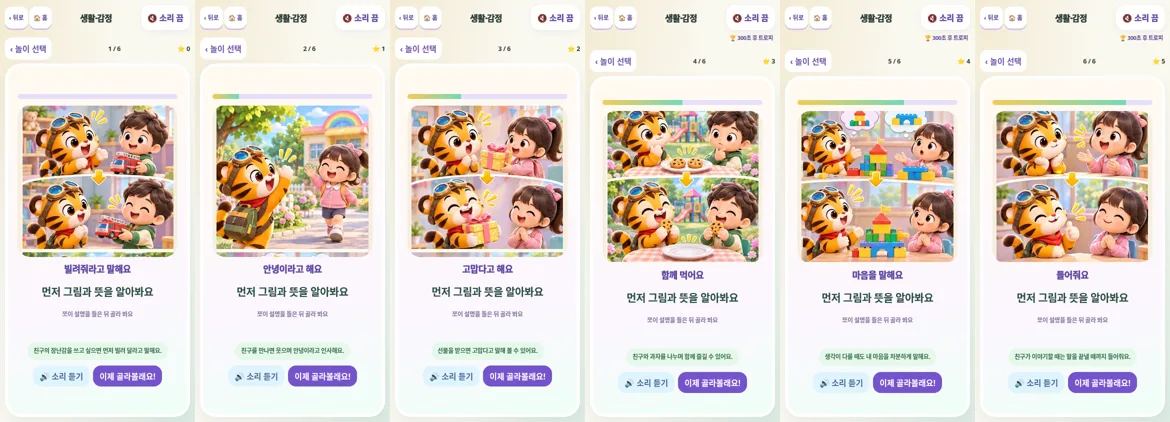 ‹ 뒤로 🏠 홈 생활·감정 🔇 소리 끔
‹ 놀이 선택 1 / 6 ⭐ 0
빌려줘라고 말해요
먼저 그림과 뜻을 알아봐요
쪼이 설명을 들은 뒤 골라 봐요
친구의 장난감을 쓰고 싶으면 먼저 빌려 달라고 말해요.
🔊 소리 듣기 이제 골라볼래요!
‹ 뒤로 🏠 홈 생활·감정 🔇 소리 끔
‹ 놀이 선택 2 / 6 ⭐ 1
안녕이라고 해요
먼저 그림과 뜻을 알아봐요
쪼이 설명을 들은 뒤 골라 봐요
친구를 만나면 웃으며 안녕이라고 인사해요.
🔊 소리 듣기 이제 골라볼래요!
‹ 뒤로 🏠 홈 생활·감정 🔇 소리 끔
‹ 놀이 선택 3 / 6 ⭐ 2
고맙다고 해요
먼저 그림과 뜻을 알아봐요
쪼이 설명을 들은 뒤 골라 봐요
선물을 받으면 고맙다고 말해 볼 수 있어요.
🔊 소리 듣기 이제 골라볼래요!
‹ 뒤로 🏠 홈 생활·감정 🔇 소리 끔
🏆 300초 후 트로피
‹ 놀이 선택 4 / 6 ⭐ 3
함께 먹어요
먼저 그림과 뜻을 알아봐요
쪼이 설명을 들은 뒤 골라 봐요
친구와 과자를 나누며 함께 즐길 수 있어요.
🔊 소리 듣기 이제 골라볼래요!
‹ 뒤로 🏠 홈 생활·감정 🔇 소리 끔
🏆 300초 후 트로피
‹ 놀이 선택 5 / 6 ⭐ 4
마음을 말해요
먼저 그림과 뜻을 알아봐요
쪼이 설명을 들은 뒤 골라 봐요
생각이 다를 때도 내 마음을 차분하게 말해요.
🔊 소리 듣기 이제 골라볼래요!
‹ 뒤로 🏠 홈 생활·감정 🔇 소리 끔
🏆 300초 후 트로피
‹ 놀이 선택 6 / 6 ⭐ 5
들어줘요
먼저 그림과 뜻을 알아봐요
쪼이 설명을 들은 뒤 골라 봐요
친구가 이야기할 때는 말을 끝낼 때까지 들어줘요.
🔊 소리 듣기 이제 골라볼래요!